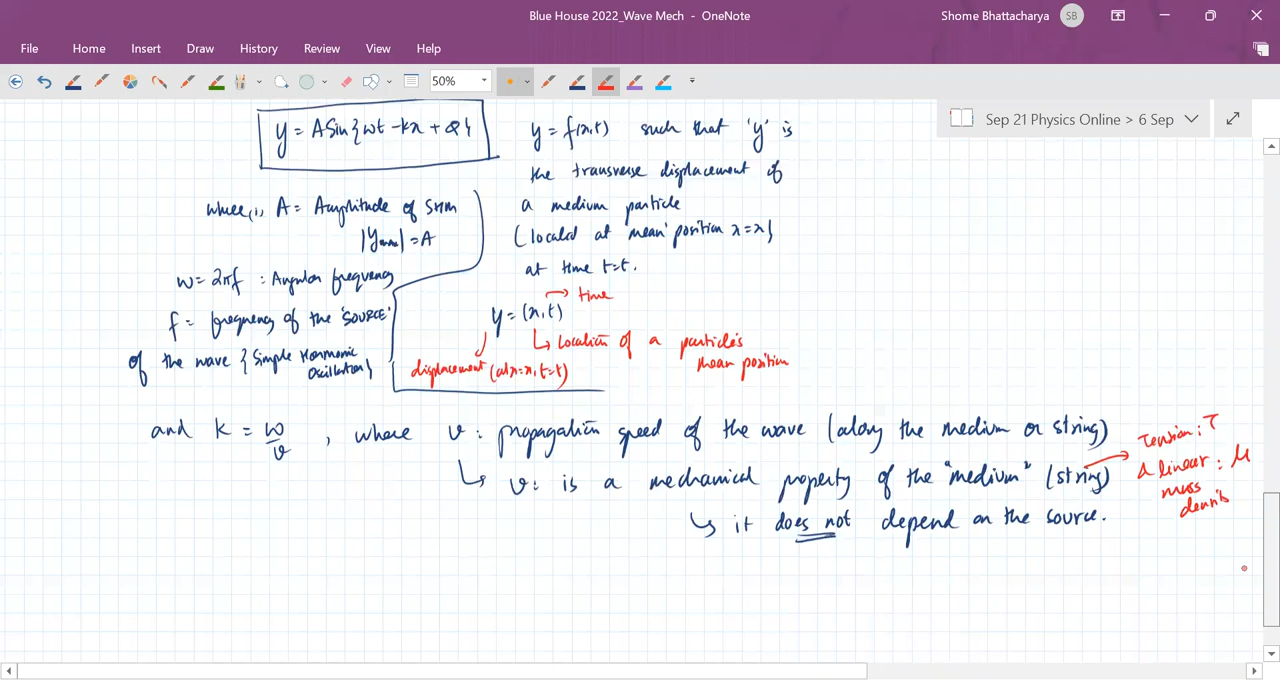 Blue House 2022_Wave Mech - OneNote
Shome Bhattacharya SB
File Home Insert Draw History Review View Help
50%
Sep 21 Physics Online > 6 Sep
y = A Sin{ωt - kx + Q}
y = f(x,t) such that 'y' is
the transverse displacement of
a medium particle
(located at 'mean' position x=x)
at time t=t.
where, A = Amplitude of SHM
|Ymax| = A
ω = 2πf : Angular frequency
f = frequency of the 'SOURCE'
of the wave {Simple Harmonic
Oscillation}
y = (x,t) → time
↳ location of a particle's
mean position
displacement (at x=x, t=t)
and k = ω/v , where v : propagation speed of the wave (along the medium or string)
↳ v : is a mechanical property of the "medium" (string)
↳ it does not depend on the source.
Tension : T
& linear : μ
mass